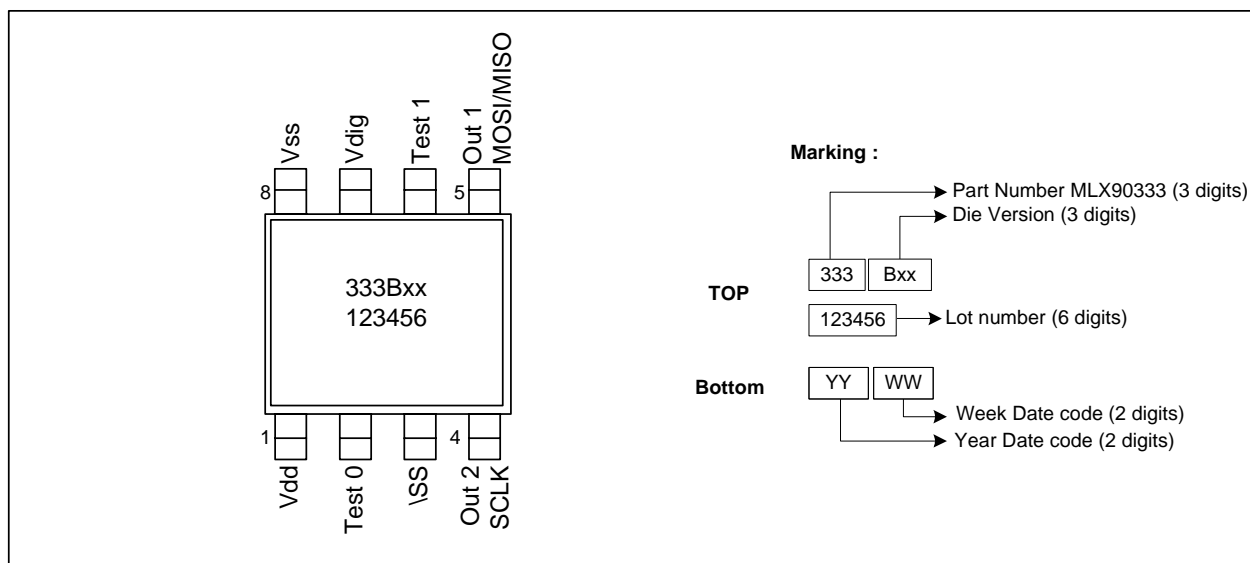 Vss
Vdig
Test 1
Out 1
MOSI/MISO
8
5
333Bxx
123456
1
4
Vdd
Test 0
\SS
Out 2
SCLK
Marking :
Part Number MLX90333 (3 digits)
Die Version (3 digits)
333 Bxx
TOP
123456 Lot number (6 digits)
Bottom YY WW
Week Date code (2 digits)
Year Date code (2 digits)